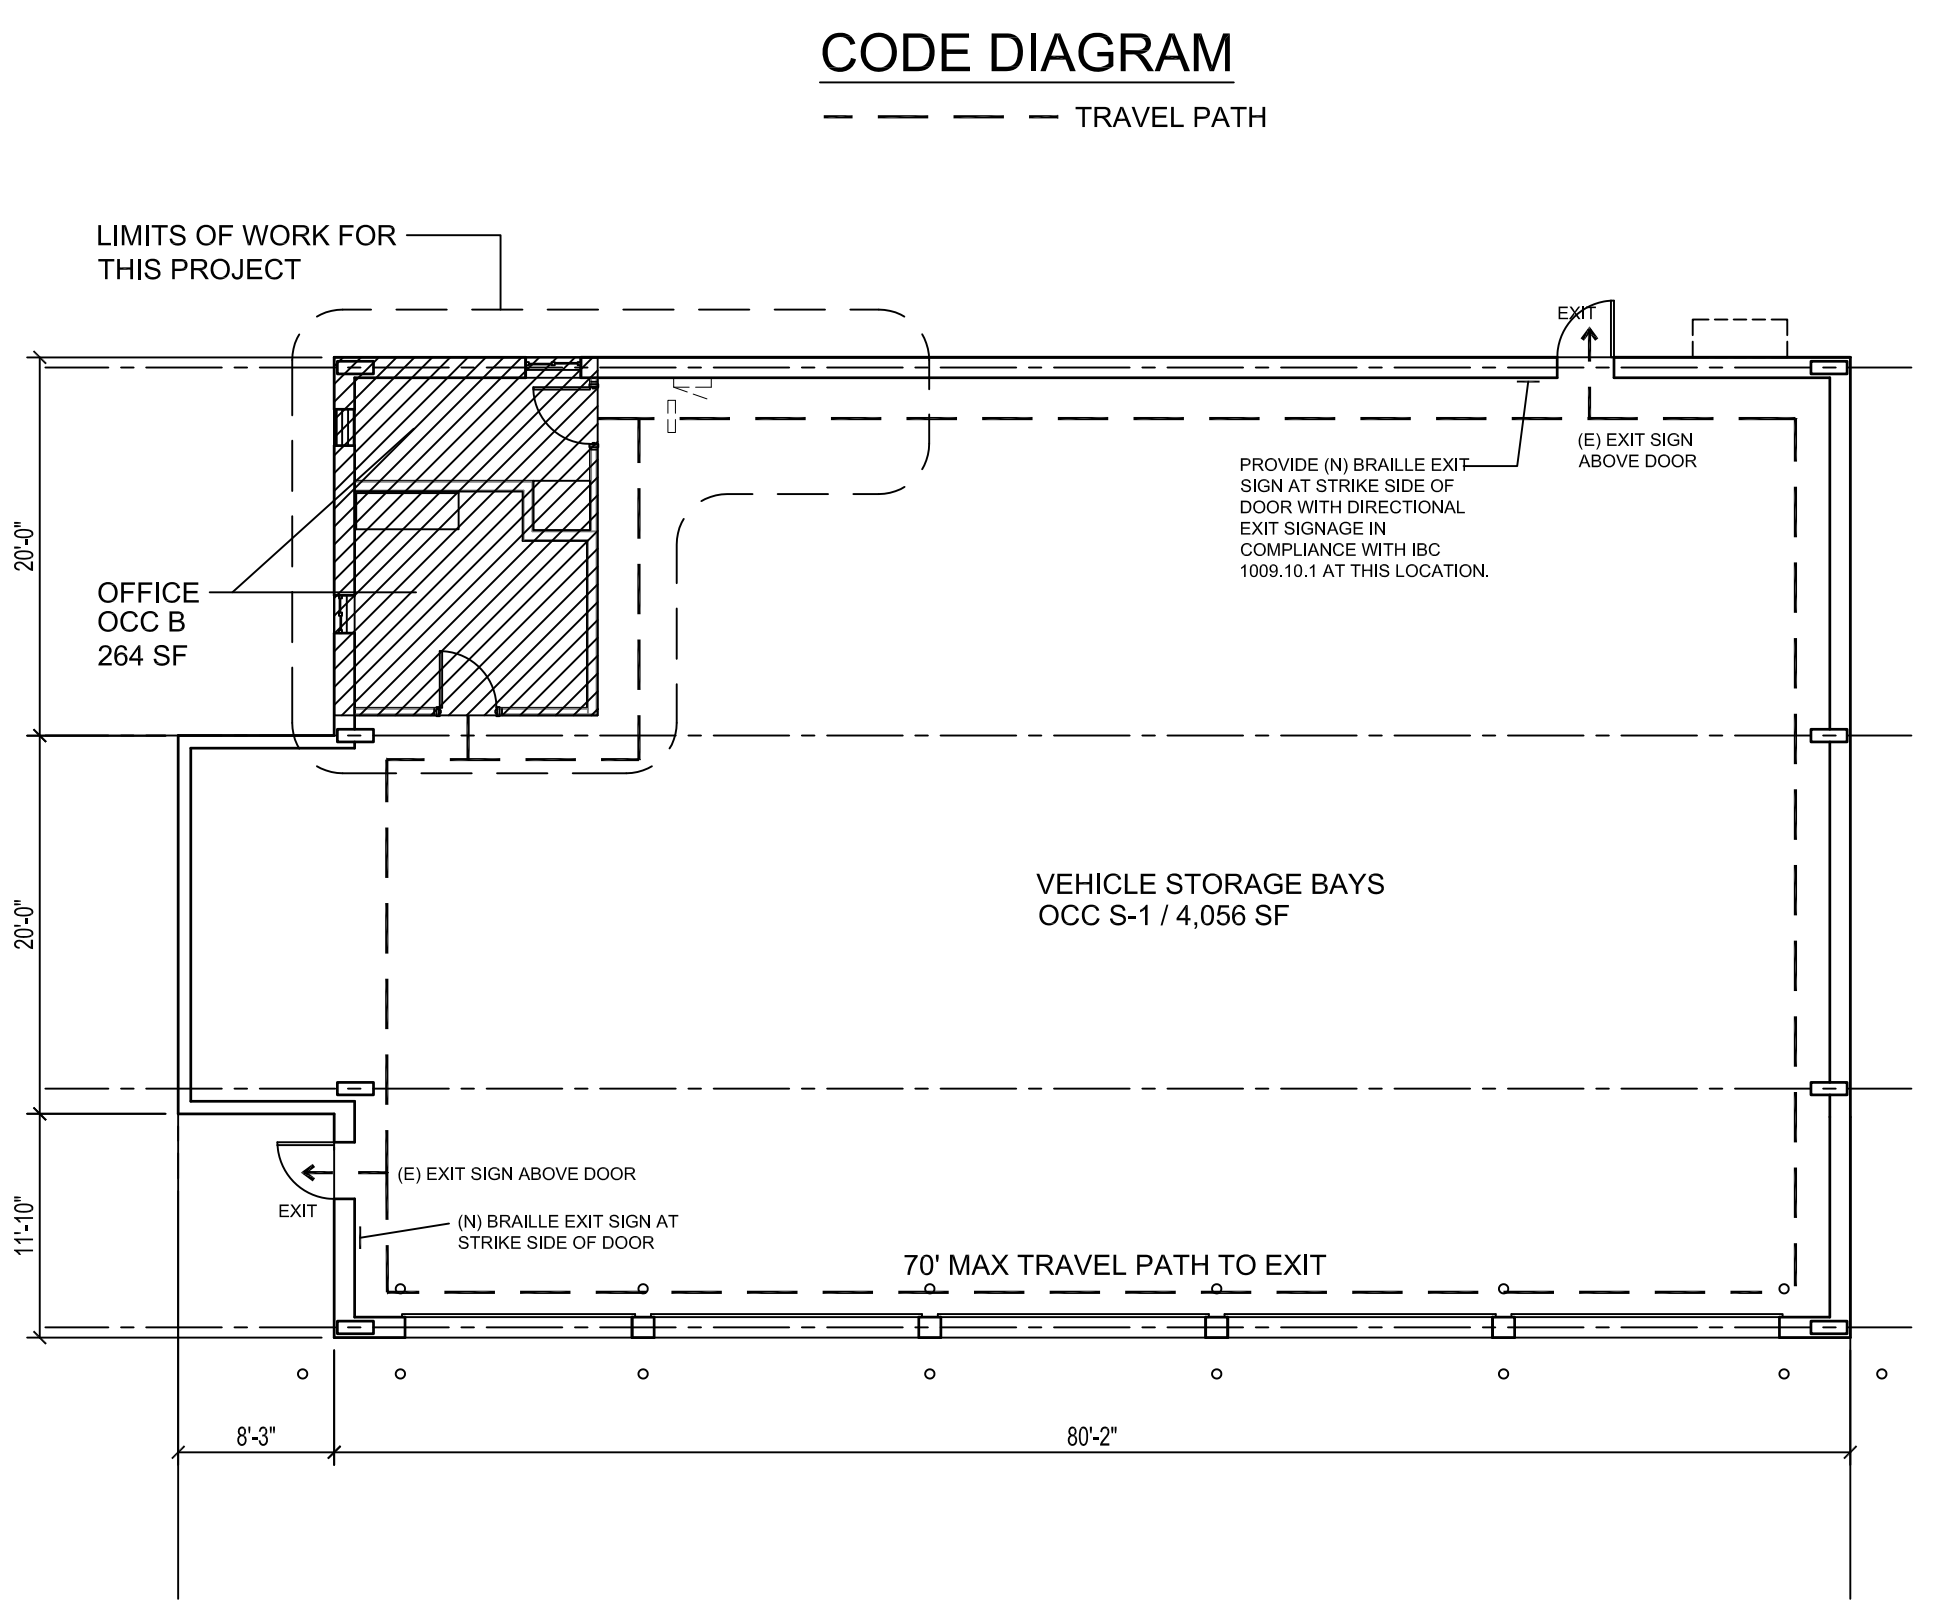 CODE DIAGRAM
TRAVEL PATH
LIMITS OF WORK FOR
THIS PROJECT
EXIT
(E) EXIT SIGN
ABOVE DOOR
PROVIDE (N) BRAILLE EXIT
SIGN AT STRIKE SIDE OF
DOOR WITH DIRECTIONAL
EXIT SIGNAGE IN
COMPLIANCE WITH IBC
1009.10.1 AT THIS LOCATION.
20'-0"
OFFICE
OCC B
264 SF
VEHICLE STORAGE BAYS
OCC S-1 / 4,056 SF
20'-0"
(E) EXIT SIGN ABOVE DOOR
EXIT
(N) BRAILLE EXIT SIGN AT
STRIKE SIDE OF DOOR
11'-10"
70' MAX TRAVEL PATH TO EXIT
8'-3"
80'-2"